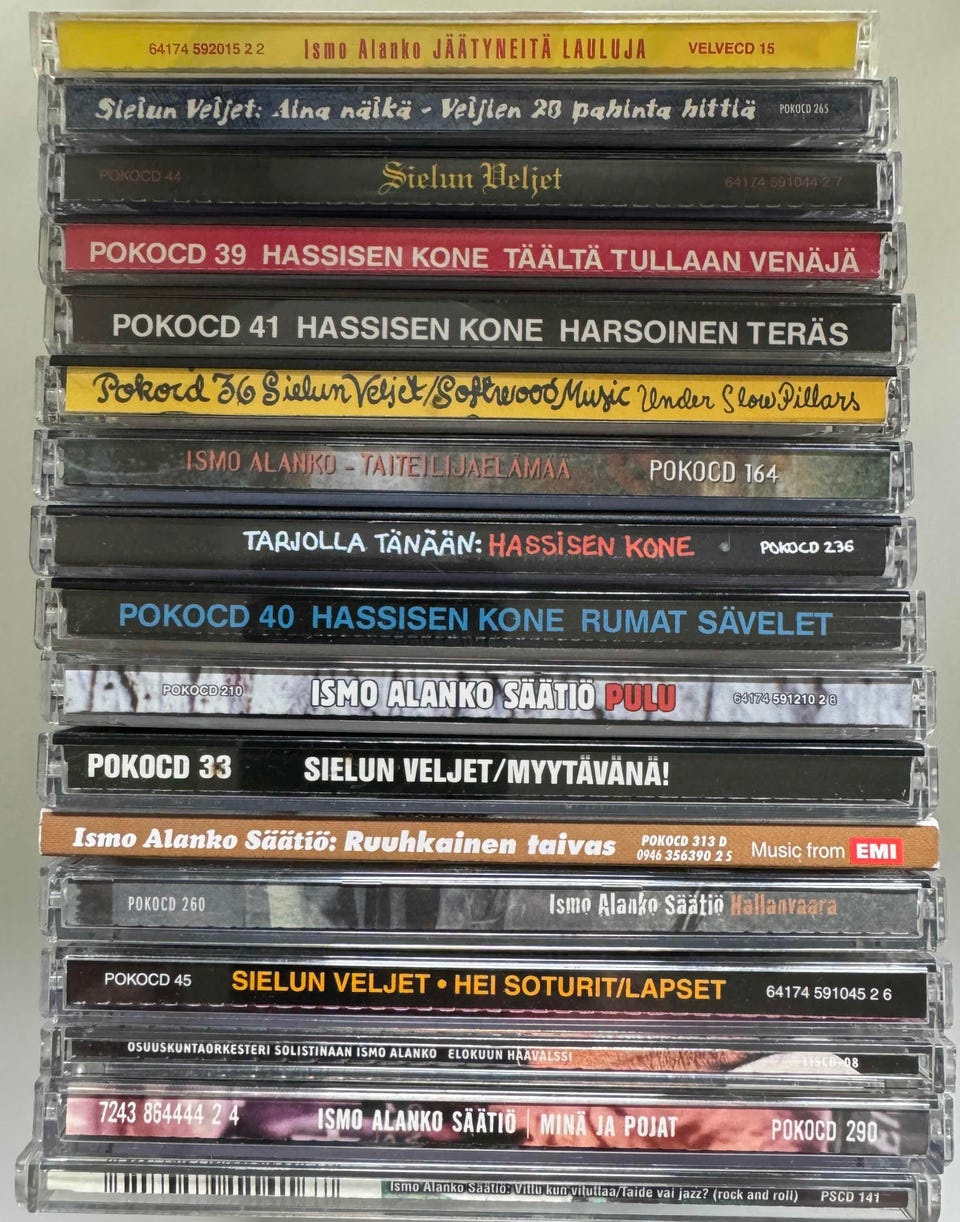 64174 592015 2 2 Ismo Alanko JÄÄTYNEITÄ LAULUJA VELVECD 15
Sielun Veljet: Aina nälkä - Veljien 20 pahinta hittiä POKOCD 265
POKOCD 44 Sielun Veljet 64174 591044 2 7
POKOCD 39 HASSISEN KONE TÄÄLTÄ TULLAAN VENÄJÄ
POKOCD 41 HASSISEN KONE HARSOINEN TERÄS
Pokocd 36 Sielun Veljet/Softwood Music Under Slow Pillars
ISMO ALANKO - TAITEILIJAELÄMÄÄ POKOCD 164
TARJOLLA TÄNÄÄN: HASSISEN KONE POKOCD 236
POKOCD 40 HASSISEN KONE RUMAT SÄVELET
POKOCD 210 ISMO ALANKO SÄÄTIÖ PULU 64174 591210 2 8
POKOCD 33 SIELUN VELJET/MYYTÄVÄNÄ!
Ismo Alanko Säätiö: Ruuhkainen taivas POKOCD 313 D 0946 356390 2 5 Music from EMI
POKOCD 260 Ismo Alanko Säätiö Hallanvaara
POKOCD 45 SIELUN VELJET • HEI SOTURIT/LAPSET 64174 591045 2 6
OSUUSKUNTAORKESTERI SOLISTINAAN ISMO ALANKO ELOKUUN HÄÄVALSSI LISCD-08
7243 864444 2 4 ISMO ALANKO SÄÄTIÖ | MINÄ JA POJAT POKOCD 290
Ismo Alanko Säätiö: Vittu kun vituttaa/Taide vai jazz? (rock and roll) PSCD 141